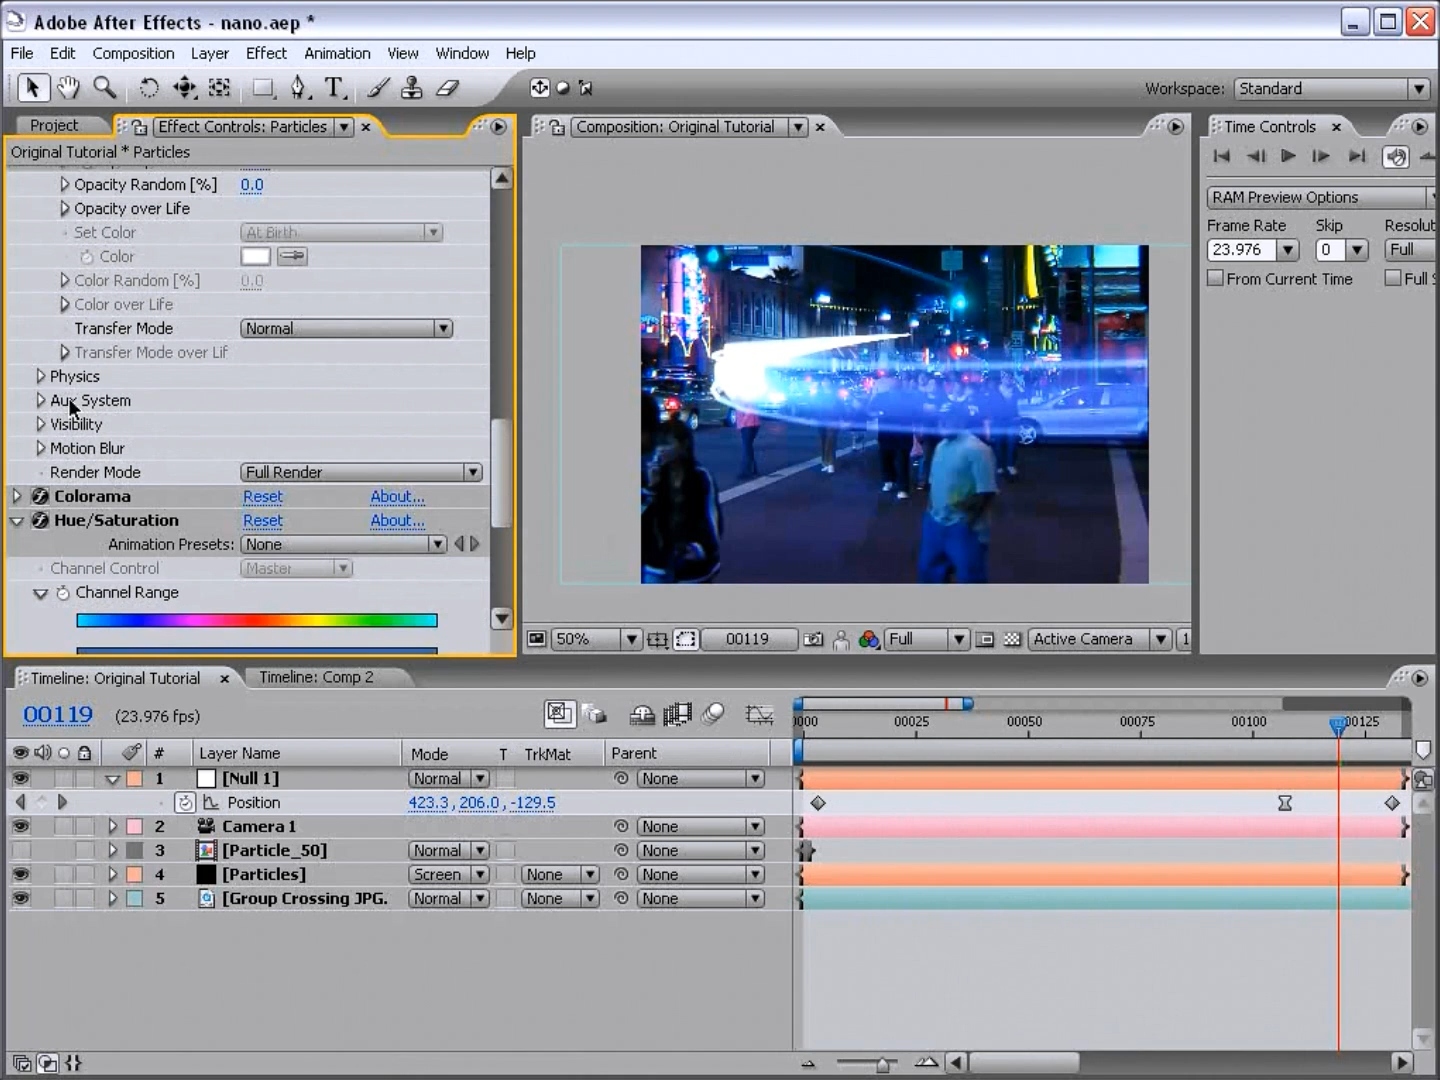 Adobe After Effects - nano.aep *
File Edit Composition Layer Effect Animation View Window Help
T Workspace: Standard
Project Effect Controls: Particles
Original Tutorial * Particles
Opacity Random [%] 0.0
Opacity over Life
Set Color At Birth
Color
Color Random [%] 0.0
Color over Life
Transfer Mode Normal
Transfer Mode over Lif
Physics
Aux System
Visibility
Motion Blur
Render Mode Full Render
Colorama Reset About...
Hue/Saturation Reset About...
Animation Presets: None
Channel Control Master
Channel Range
Composition: Original Tutorial
50% 00119 Full Active Camera 1
Time Controls
RAM Preview Options
Frame Rate Skip Resolut
23.976 0 Full
From Current Time Full S
Timeline: Original Tutorial Timeline: Comp 2
00119 (23.976 fps)
0000 00025 00050 00075 00100 00125
# Layer Name Mode T TrkMat Parent
1 [Null 1] Normal None
Position 423.3, 206.0, -129.5
2 Camera 1 None
3 [Particle_50] Normal None
4 [Particles] Screen None None
5 [Group Crossing JPG. Normal None None